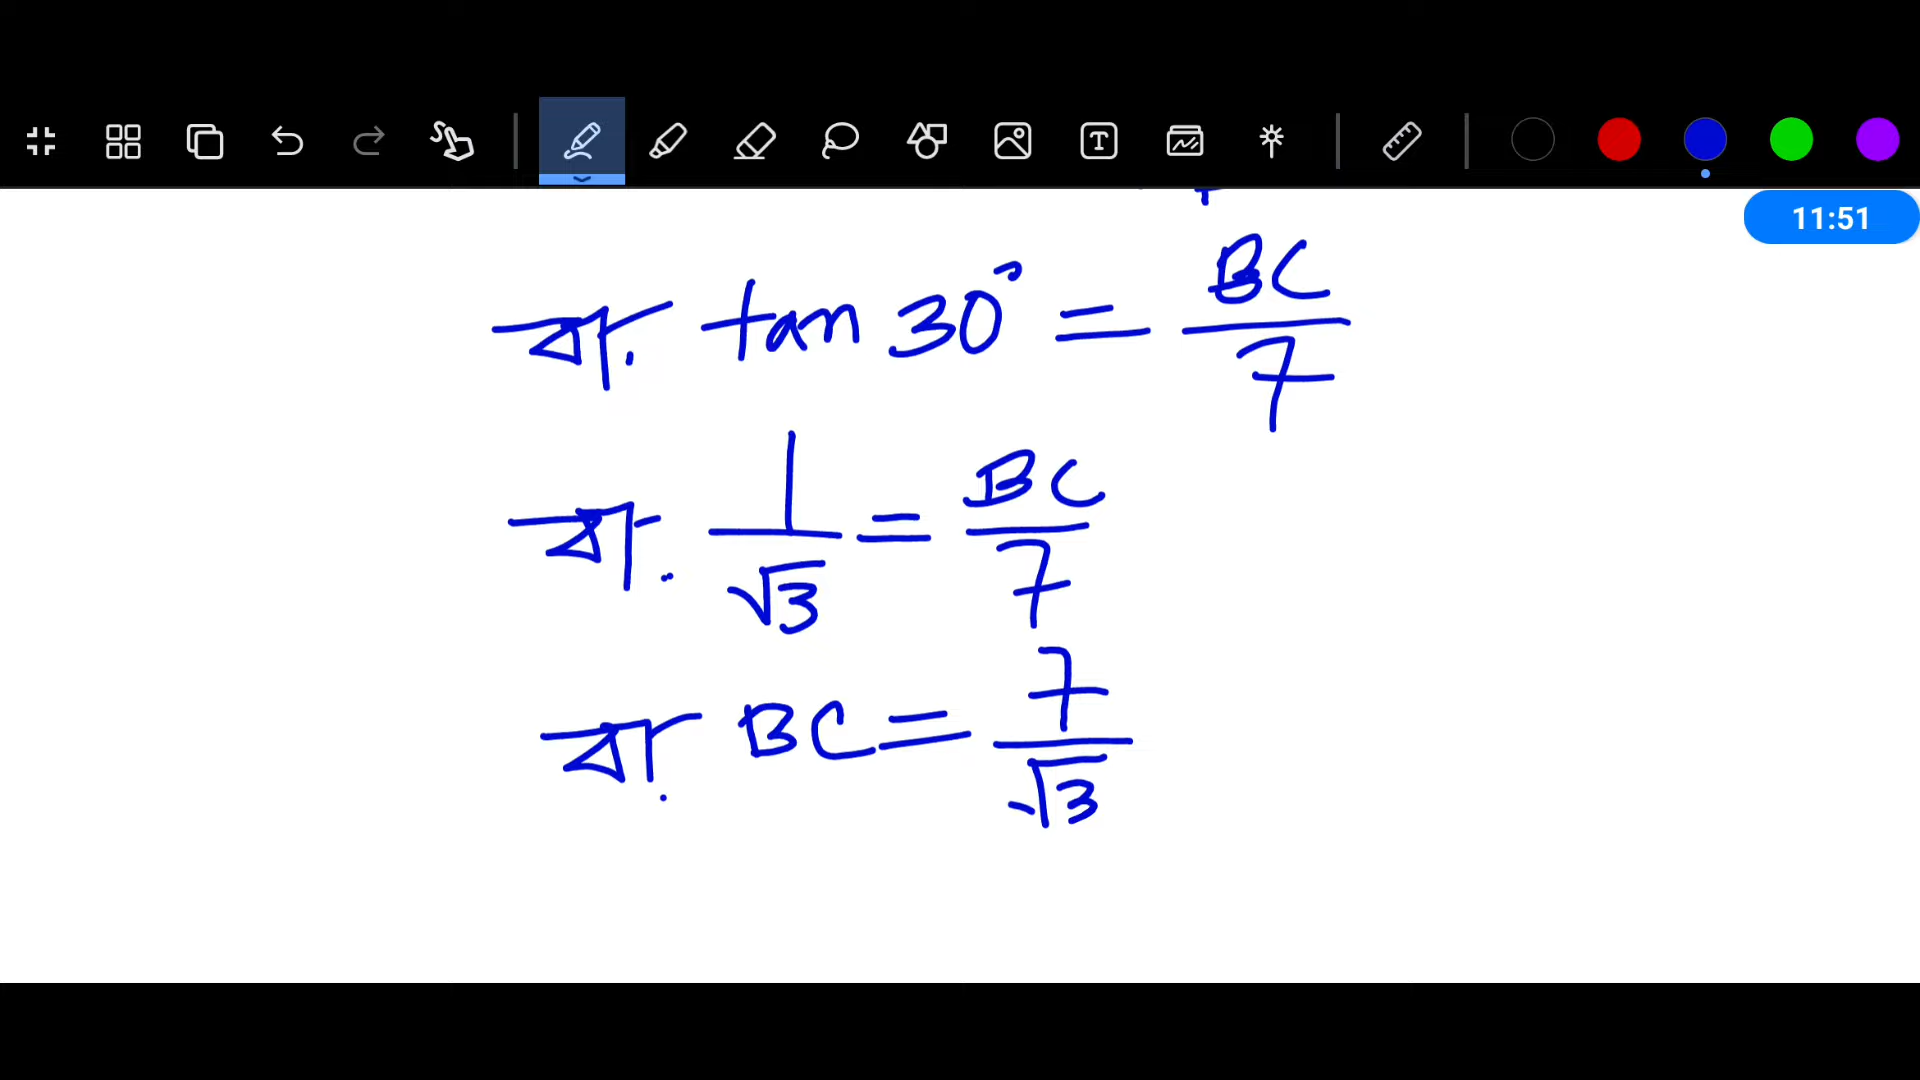 11:51
বা, tan 30° = BC/7
বা, 1/√3 = BC/7
বা, BC = 7/√3